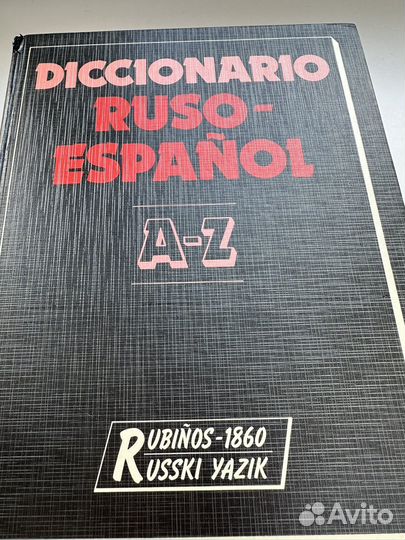 DICCIONARIO
RUSO-
ESPAÑOL
A-Z
RUBIÑOS-1860
RUSSKI YAZIK
Avito